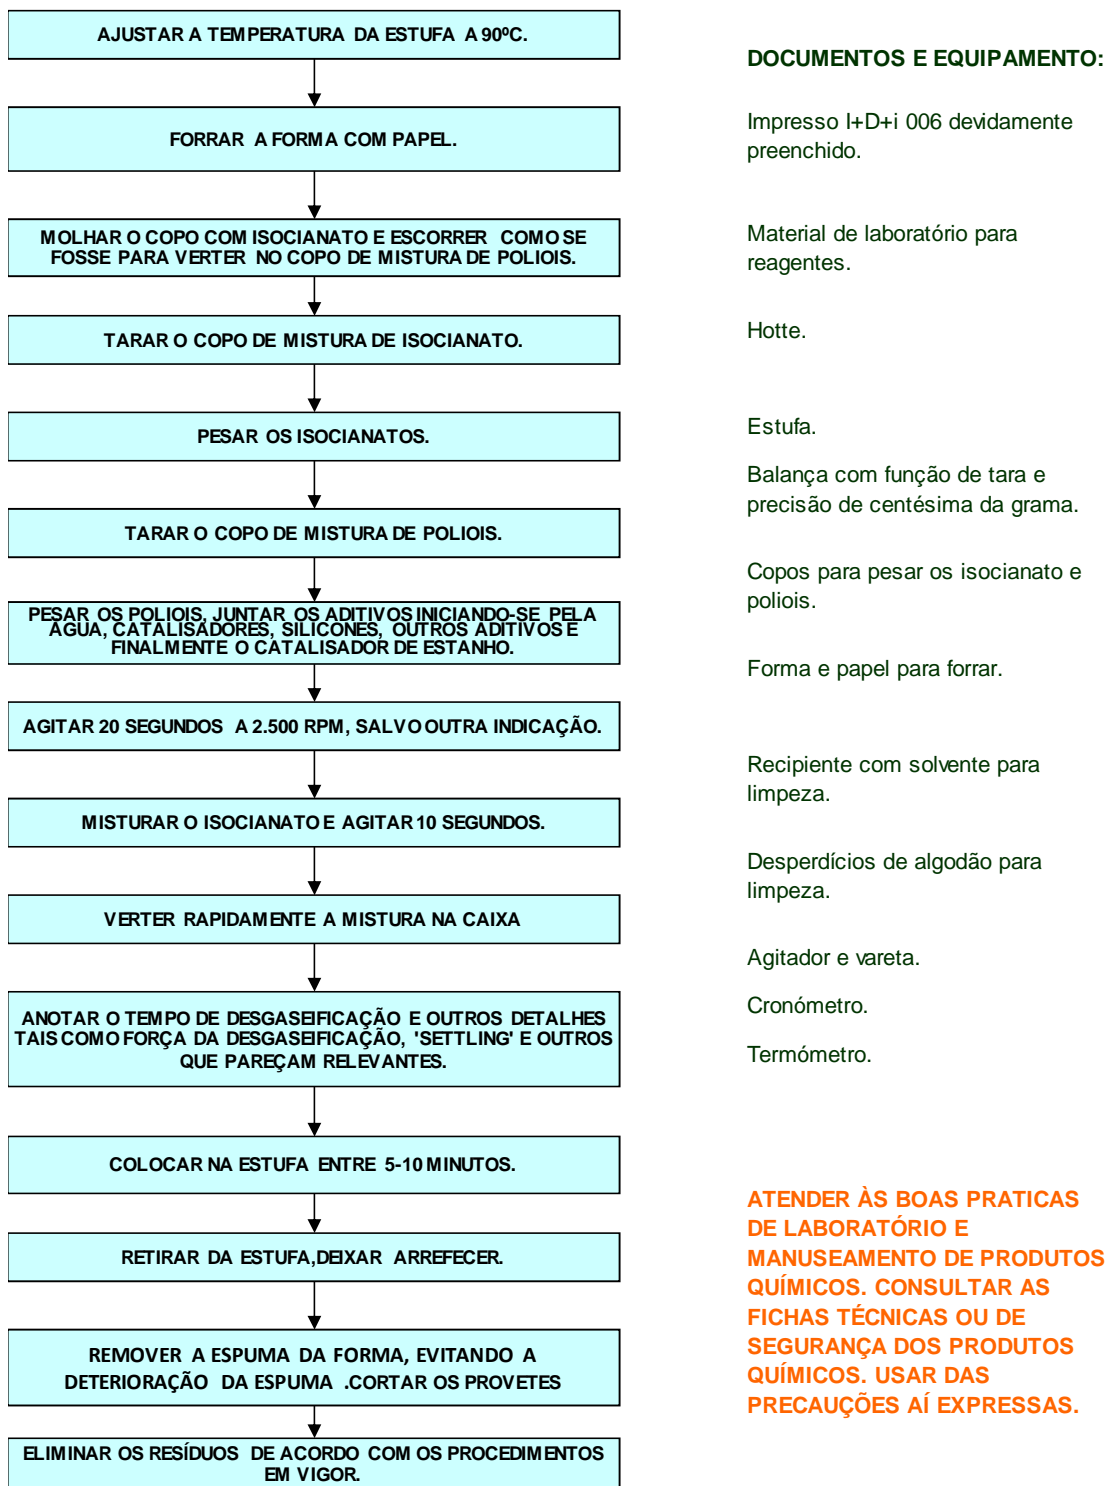 AJUSTAR A TEMPERATURA DA ESTUFA A 90ºC.
FORRAR A FORMA COM PAPEL.
MOLHAR O COPO COM ISOCIANATO E ESCORRER COMO SE
FOSSE PARA VERTER NO COPO DE MISTURA DE POLIOIS.
TARAR O COPO DE MISTURA DE ISOCIANATO.
PESAR OS ISOCIANATOS.
TARAR O COPO DE MISTURA DE POLIOIS.
PESAR OS POLIOIS, JUNTAR OS ADITIVOS INICIANDO-SE PELA
ÁGUA, CATALISADORES, SILICONES, OUTROS ADITIVOS E
FINALMENTE O CATALISADOR DE ESTANHO.
AGITAR 20 SEGUNDOS A 2.500 RPM, SALVO OUTRA INDICAÇÃO.
MISTURAR O ISOCIANATO E AGITAR 10 SEGUNDOS.
VERTER RAPIDAMENTE A MISTURA NA CAIXA
ANOTAR O TEMPO DE DESGASEIFICAÇÃO E OUTROS DETALHES
TAIS COMO FORÇA DA DESGASEIFICAÇÃO, 'SETTLING' E OUTROS
QUE PAREÇAM RELEVANTES.
COLOCAR NA ESTUFA ENTRE 5-10 MINUTOS.
RETIRAR DA ESTUFA,DEIXAR ARREFECER.
REMOVER A ESPUMA DA FORMA, EVITANDO A
DETERIORAÇÃO DA ESPUMA .CORTAR OS PROVETES
ELIMINAR OS RESÍDUOS DE ACORDO COM OS PROCEDIMENTOS
EM VIGOR.
DOCUMENTOS E EQUIPAMENTO:
Impresso I+D+i 006 devidamente
preenchido.
Material de laboratório para
reagentes.
Hotte.
Estufa.
Balança com função de tara e
precisão de centésima da grama.
Copos para pesar os isocianato e
poliois.
Forma e papel para forrar.
Recipiente com solvente para
limpeza.
Desperdícios de algodão para
limpeza.
Agitador e vareta.
Cronómetro.
Termómetro.
ATENDER ÀS BOAS PRATICAS
DE LABORATÓRIO E
MANUSEAMENTO DE PRODUTOS
QUÍMICOS. CONSULTAR AS
FICHAS TÉCNICAS OU DE
SEGURANÇA DOS PRODUTOS
QUÍMICOS. USAR DAS
PRECAUÇÕES AÍ EXPRESSAS.